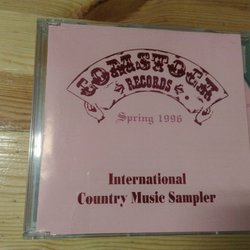 COMSTOCK
RECORDS
Spring 1996
International
Country Music Sampler